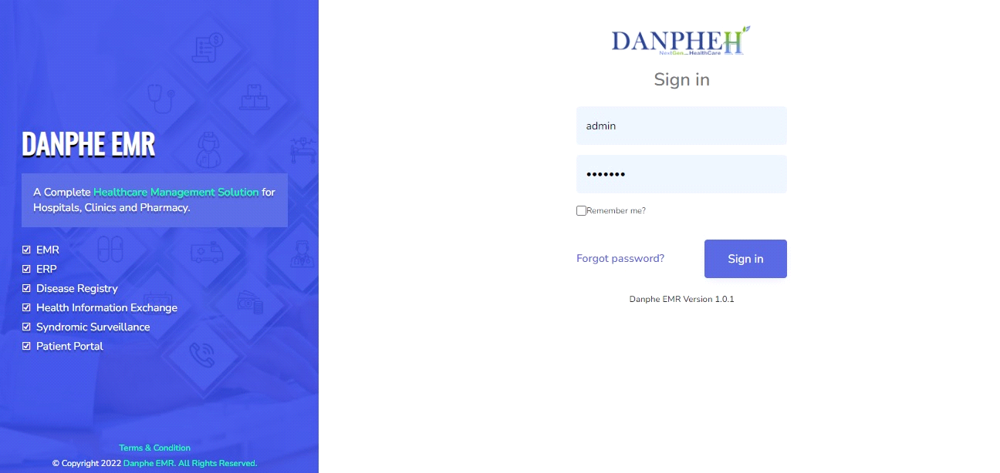 DANPHE EMR
A Complete Healthcare Management Solution for
Hospitals, Clinics and Pharmacy.
EMR
ERP
Disease Registry
Health Information Exchange
Syndromic Surveillance
Patient Portal
Terms & Condition
© Copyright 2022 Danphe EMR. All Rights Reserved.
DANPHEH
NextGen HealthCare
Sign in
admin
•••••••
Remember me?
Forgot password?
Sign in
Danphe EMR Version 1.0.1